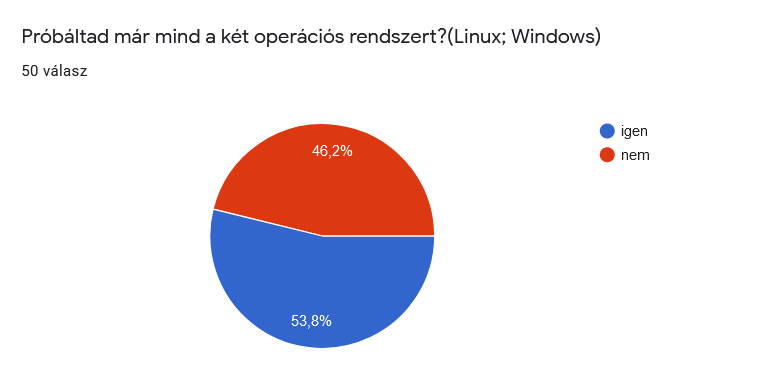 Próbáltad már mind a két operációs rendszert?(Linux; Windows)
50 válasz
igen
nem
46,2%
53,8%